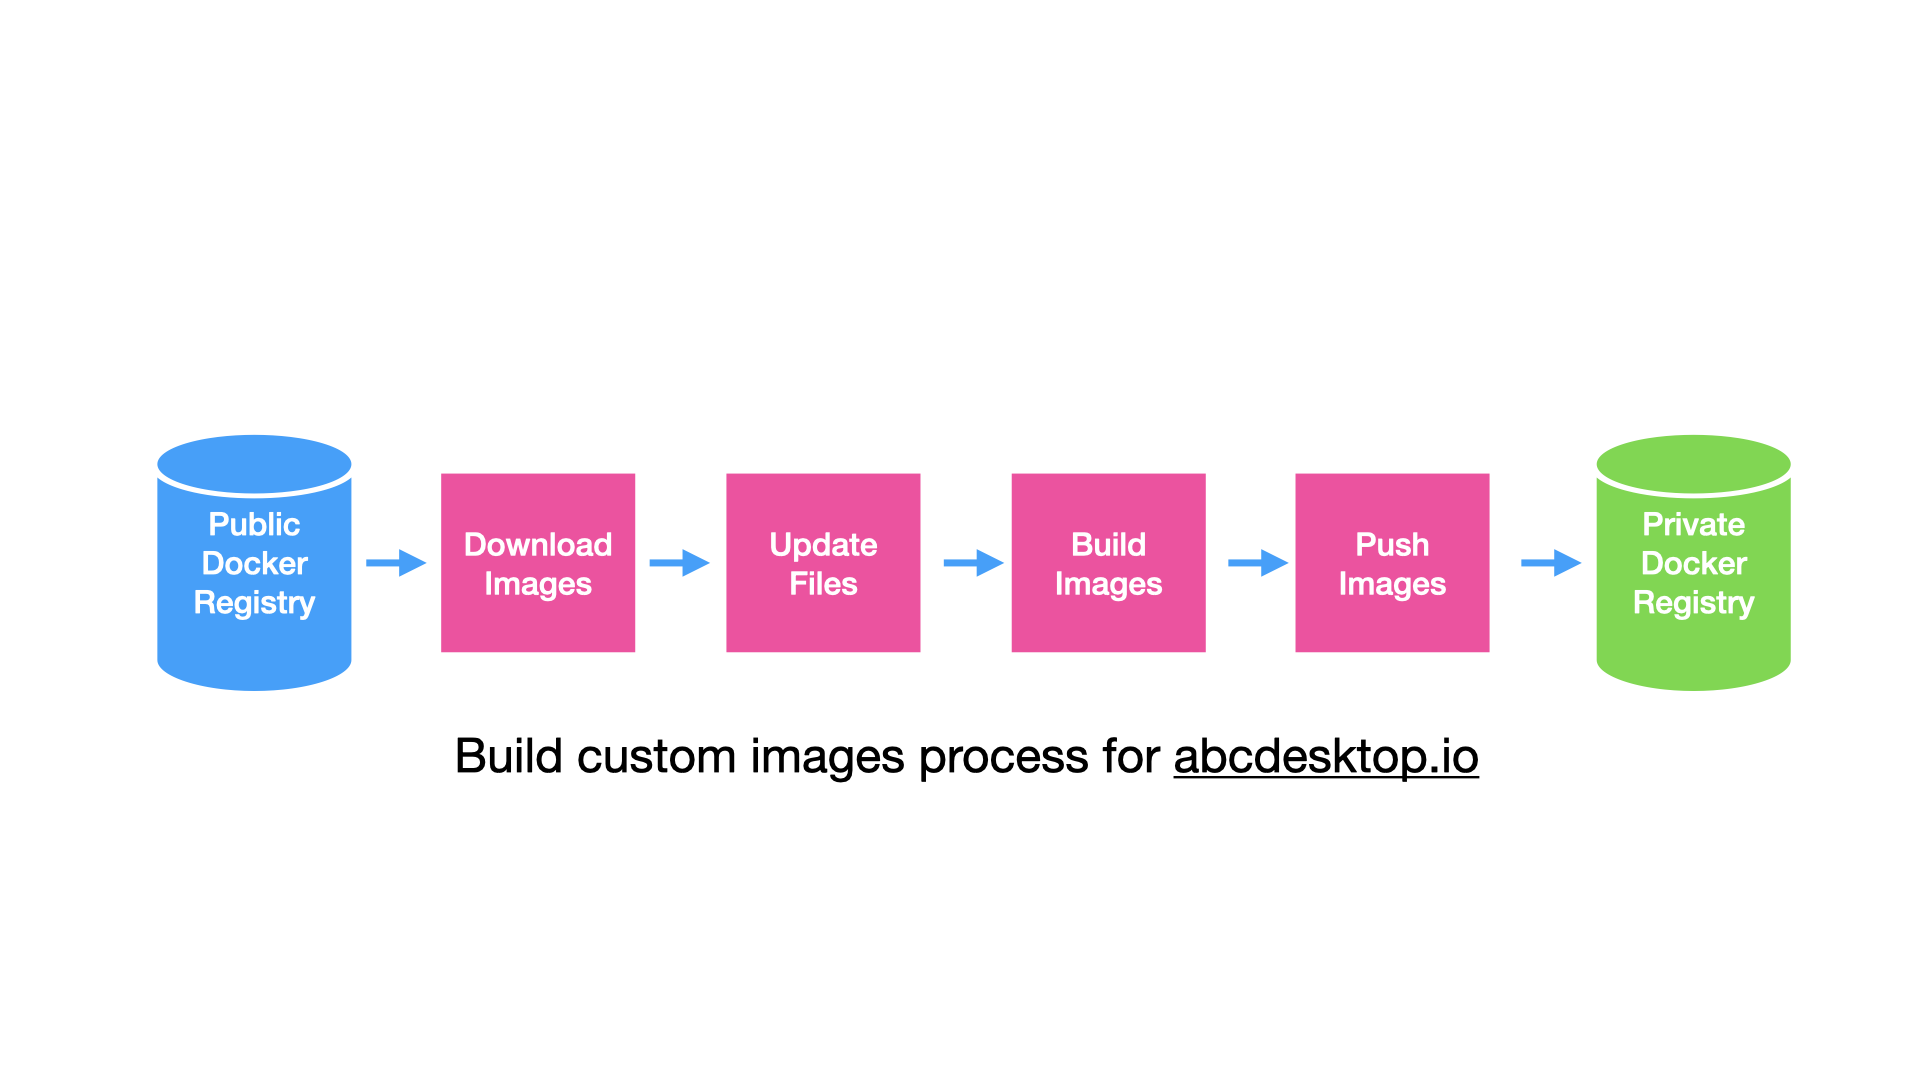 Public
Docker
Registry
Download
Images
Update
Files
Build
Images
Push
Images
Private
Docker
Registry
Build custom images process for abcdesktop.io